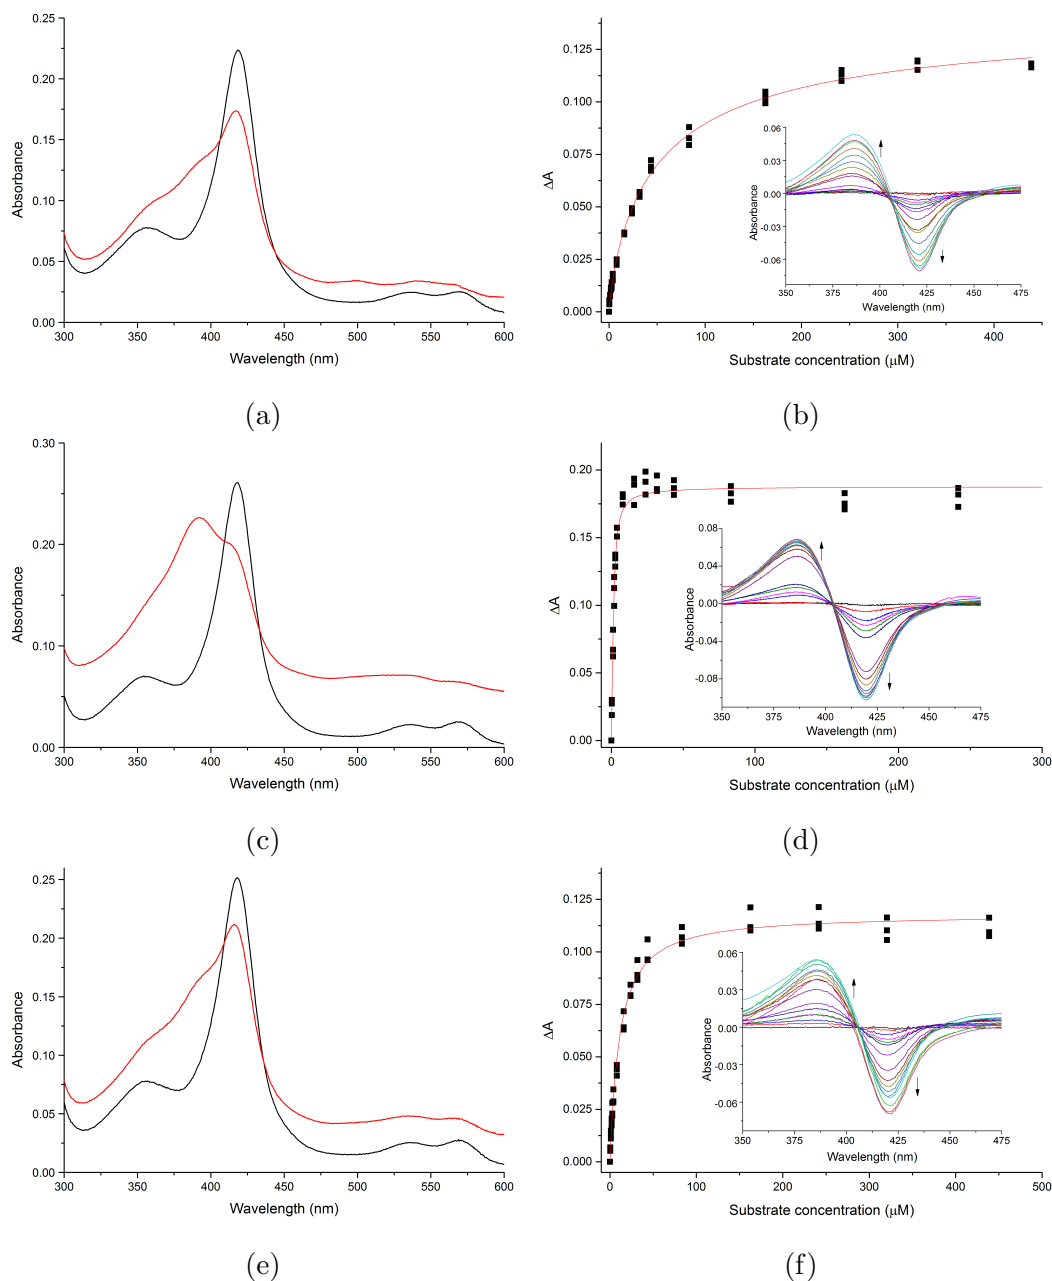 0.25
0.20
0.15
0.10
0.05
0.00
Absorbance
300 350 400 450 500 550 600
Wavelength (nm)
(a)
0.125
0.100
0.075
0.050
0.025
0.000
ΔA
0 100 200 300 400
Substrate concentration (μM)
0.06
0.03
0.00
-0.03
-0.06
Absorbance
350 375 400 425 450 475
Wavelength (nm)
(b)
0.30
0.20
0.10
0.00
Absorbance
300 350 400 450 500 550 600
Wavelength (nm)
(c)
0.20
0.15
0.10
0.05
0.00
ΔA
0 100 200 300
Substrate concentration (μM)
0.08
0.04
0.00
-0.04
-0.08
Absorbance
350 375 400 425 450 475
Wavelength (nm)
(d)
0.25
0.20
0.15
0.10
0.05
0.00
Absorbance
300 350 400 450 500 550 600
Wavelength (nm)
(e)
0.125
0.100
0.075
0.050
0.025
0.000
ΔA
0 100 200 300 400 500
Substrate concentration (μM)
0.06
0.03
0.00
-0.03
-0.06
Absorbance
350 375 400 425 450 475
Wavelength (nm)
(f)